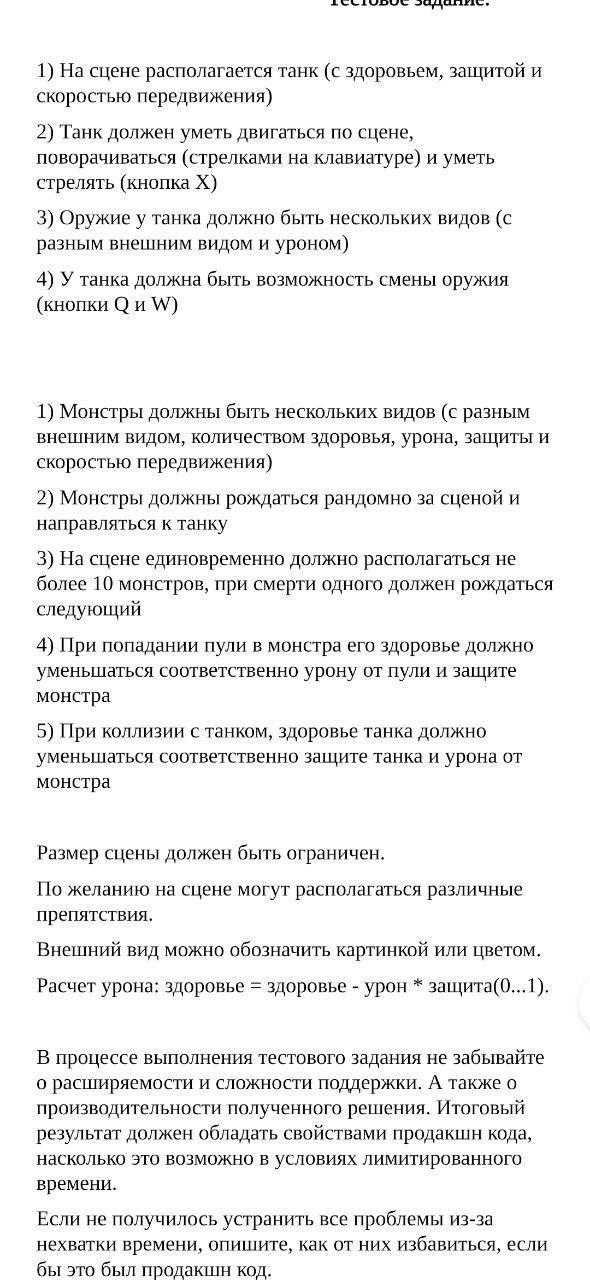 Тестовое задание:
1) На сцене располагается танк (с здоровьем, защитой и
скоростью передвижения)
2) Танк должен уметь двигаться по сцене,
поворачиваться (стрелками на клавиатуре) и уметь
стрелять (кнопка X)
3) Оружие у танка должно быть нескольких видов (с
разным внешним видом и уроном)
4) У танка должна быть возможность смены оружия
(кнопки Q и W)
1) Монстры должны быть нескольких видов (с разным
внешним видом, количеством здоровья, урона, защиты и
скоростью передвижения)
2) Монстры должны рождаться рандомно за сценой и
направляться к танку
3) На сцене единовременно должно располагаться не
более 10 монстров, при смерти одного должен рождаться
следующий
4) При попадании пули в монстра его здоровье должно
уменьшаться соответственно урону от пули и защите
монстра
5) При коллизии с танком, здоровье танка должно
уменьшаться соответственно защите танка и урона от
монстра
Размер сцены должен быть ограничен.
По желанию на сцене могут располагаться различные
препятствия.
Внешний вид можно обозначить картинкой или цветом.
Расчет урона: здоровье = здоровье - урон * защита(0...1).
В процессе выполнения тестового задания не забывайте
о расширяемости и сложности поддержки. А также о
производительности полученного решения. Итоговый
результат должен обладать свойствами продакшн кода,
насколько это возможно в условиях лимитированного
времени.
Если не получилось устранить все проблемы из-за
нехватки времени, опишите, как от них избавиться, если
бы это был продакшн код.